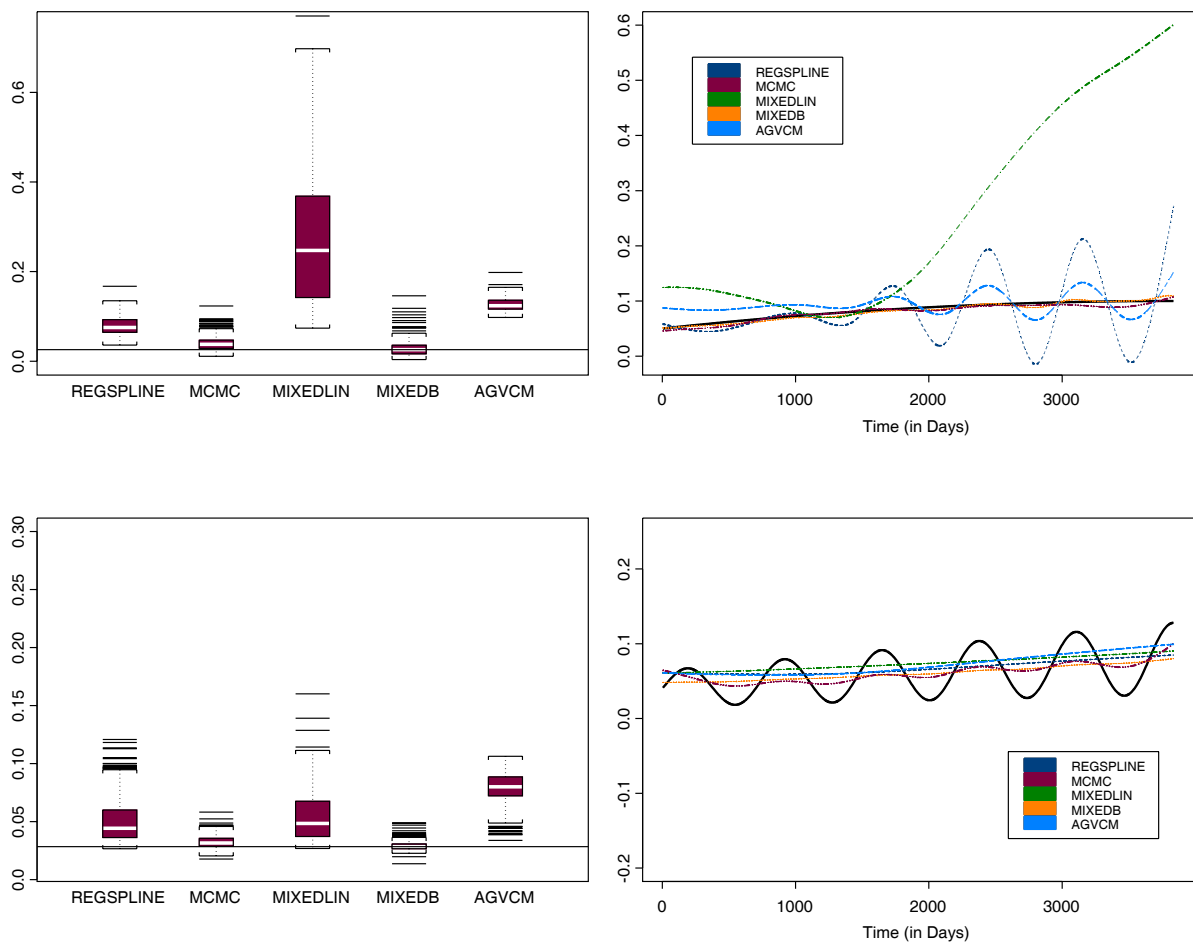 0.6
0.4
0.2
0.0
REGSPLINE MCMC MIXEDLIN MIXEDB AGVCM
0.6
0.5
0.4
0.3
0.2
0.1
0.0
REGSPLINE
MCMC
MIXEDLIN
MIXEDB
AGVCM
0 1000 2000 3000
Time (in Days)
0.30
0.25
0.20
0.15
0.10
0.05
0.0
REGSPLINE MCMC MIXEDLIN MIXEDB AGVCM
0.2
0.1
0.0
-0.1
-0.2
REGSPLINE
MCMC
MIXEDLIN
MIXEDB
AGVCM
0 1000 2000 3000
Time (in Days)